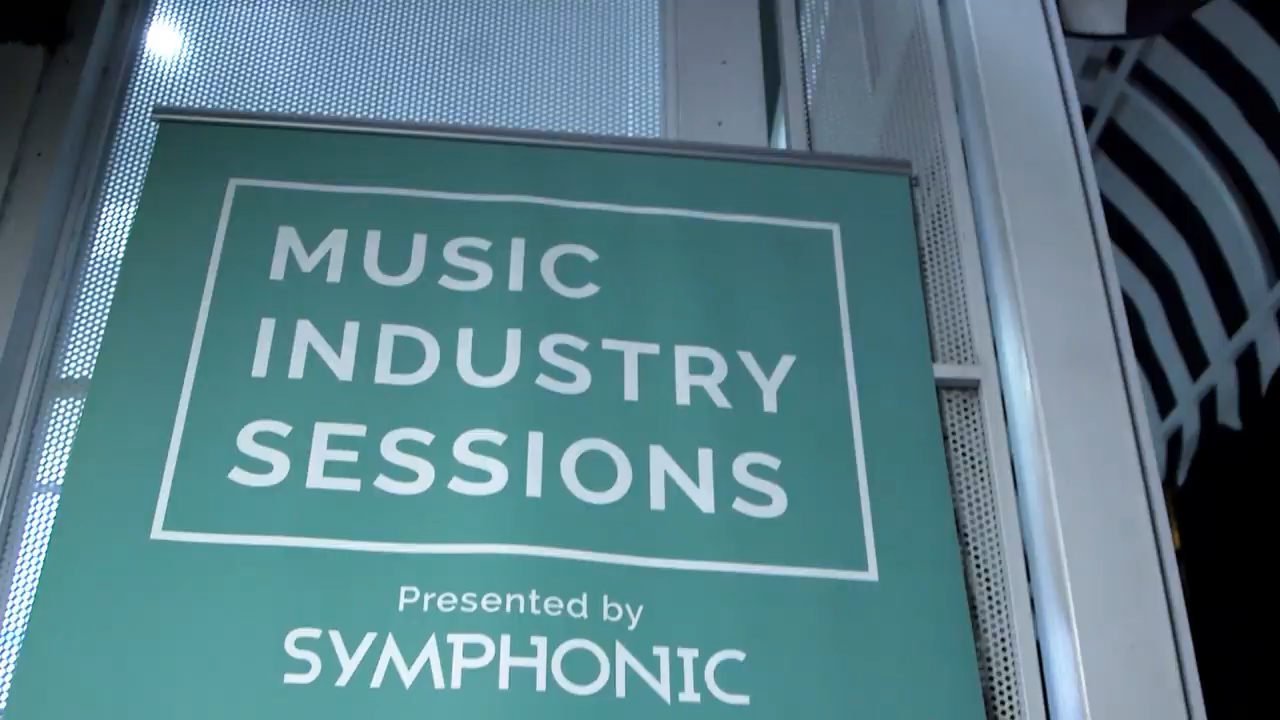 MUSIC
INDUSTRY
SESSIONS
Presented by
SYMPHONIC